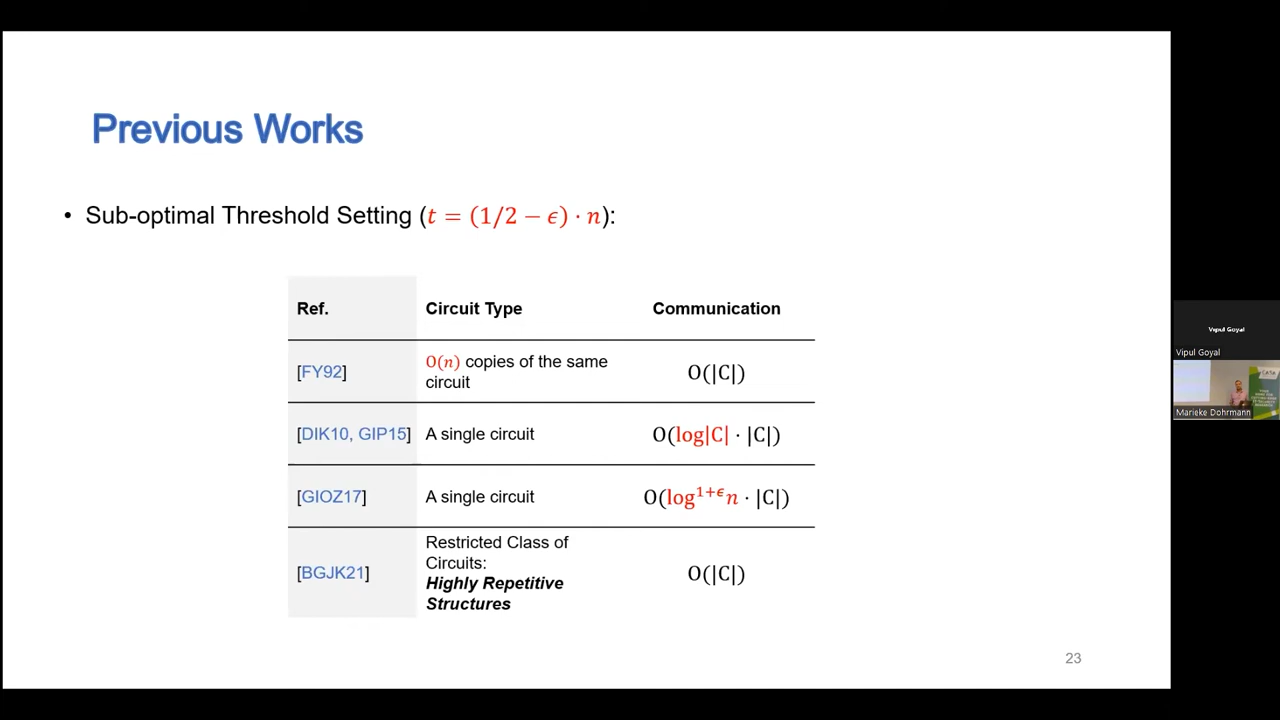 Previous Works
• Sub-optimal Threshold Setting (t = (1/2 − ϵ) · n):
Ref. Circuit Type Communication
[FY92] O(n) copies of the same circuit O(|C|)
[DIK10, GIP15] A single circuit O(log|C| · |C|)
[GIOZ17] A single circuit O(log^{1+ϵ} n · |C|)
[BGJK21] Restricted Class of Circuits: Highly Repetitive Structures O(|C|)
23
Vipul Goyal
Vipul Goyal
Marieke Dohrmann